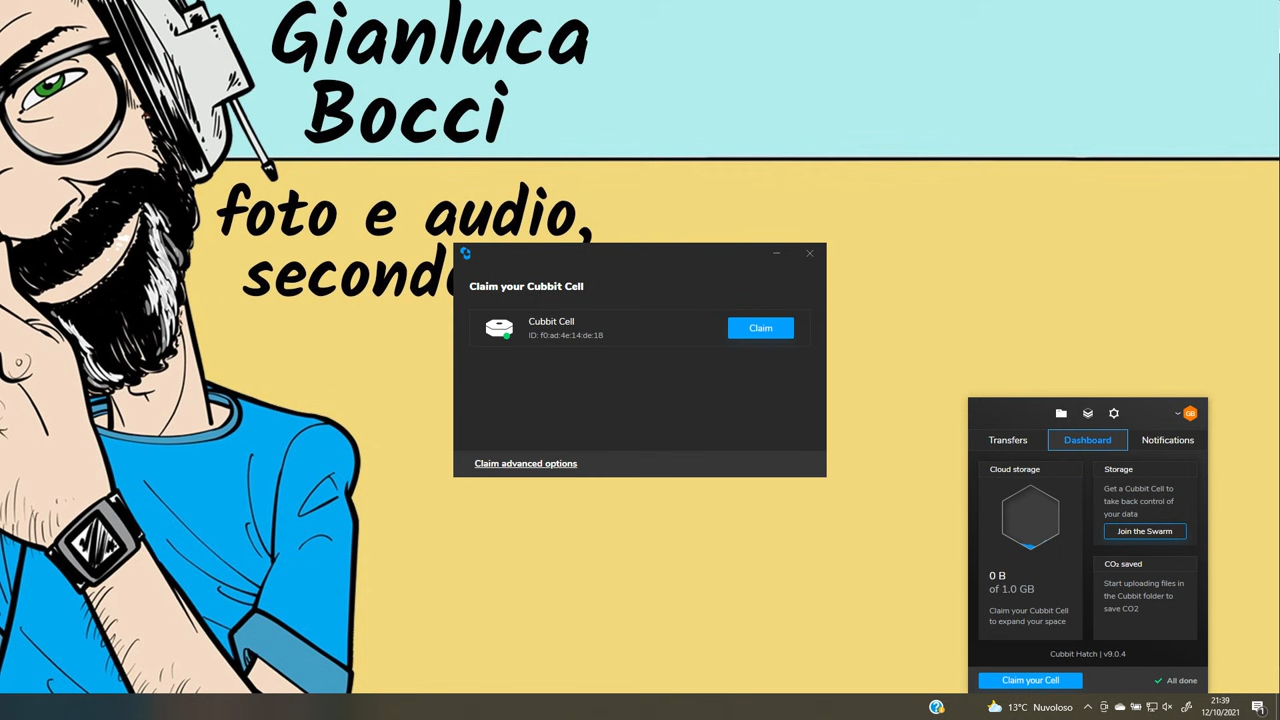 Gianluca
Bocci
foto e audio,
Claim your Cubbit Cell
Cubbit Cell
ID: f0:ad:4e:14:de:18
Claim
Claim advanced options
GB
Transfers
Dashboard
Notifications
Cloud storage
0 B
of 1.0 GB
Claim your Cubbit Cell
to expand your space
Storage
Get a Cubbit Cell to
take back control of
your data
Join the Swarm
CO₂ saved
Start uploading files in
the Cubbit folder to
save CO2
Cubbit Hatch | v9.0.4
Claim your Cell
All done
13°C Nuvoloso
21:39
12/10/2021
1